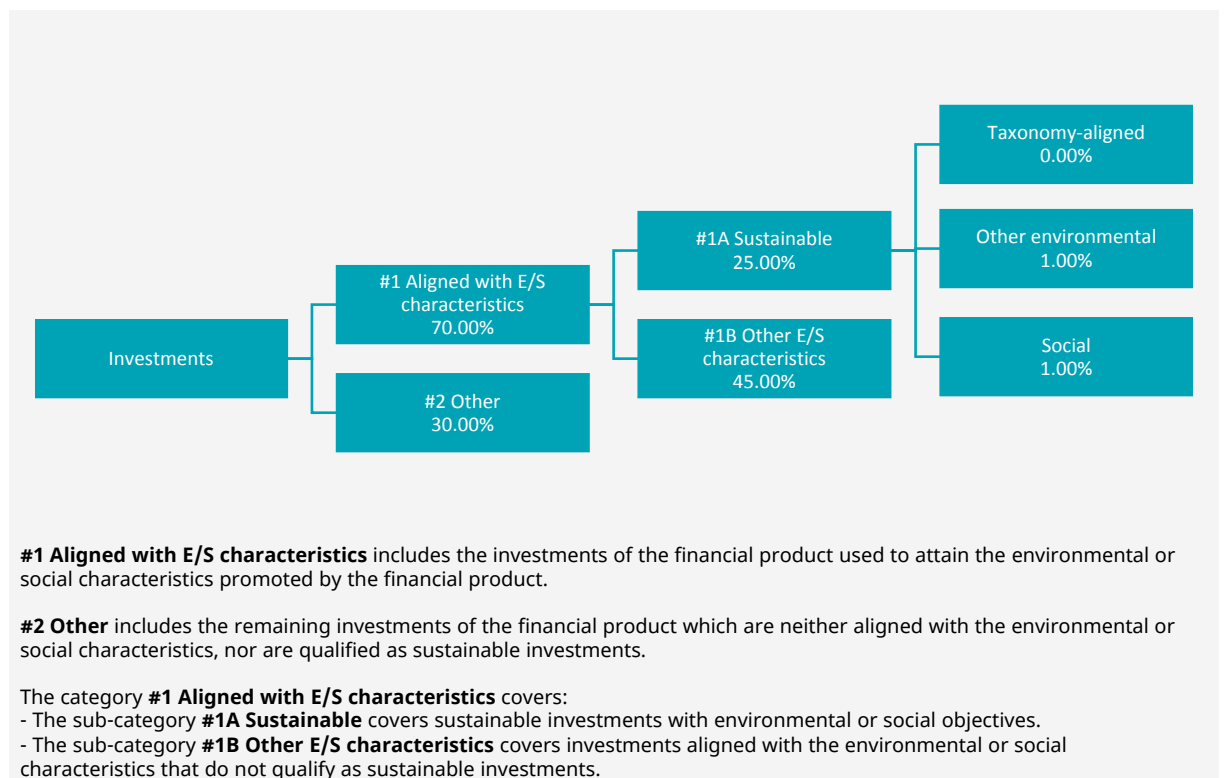 Investments
#1 Aligned with E/S
characteristics
70.00%
#2 Other
30.00%
#1A Sustainable
25.00%
#1B Other E/S
characteristics
45.00%
Taxonomy-aligned
0.00%
Other environmental
1.00%
Social
1.00%
#1 Aligned with E/S characteristics includes the investments of the financial product used to attain the environmental or
social characteristics promoted by the financial product.
#2 Other includes the remaining investments of the financial product which are neither aligned with the environmental or
social characteristics, nor are qualified as sustainable investments.
The category #1 Aligned with E/S characteristics covers:
- The sub-category #1A Sustainable covers sustainable investments with environmental or social objectives.
- The sub-category #1B Other E/S characteristics covers investments aligned with the environmental or social
characteristics that do not qualify as sustainable investments.